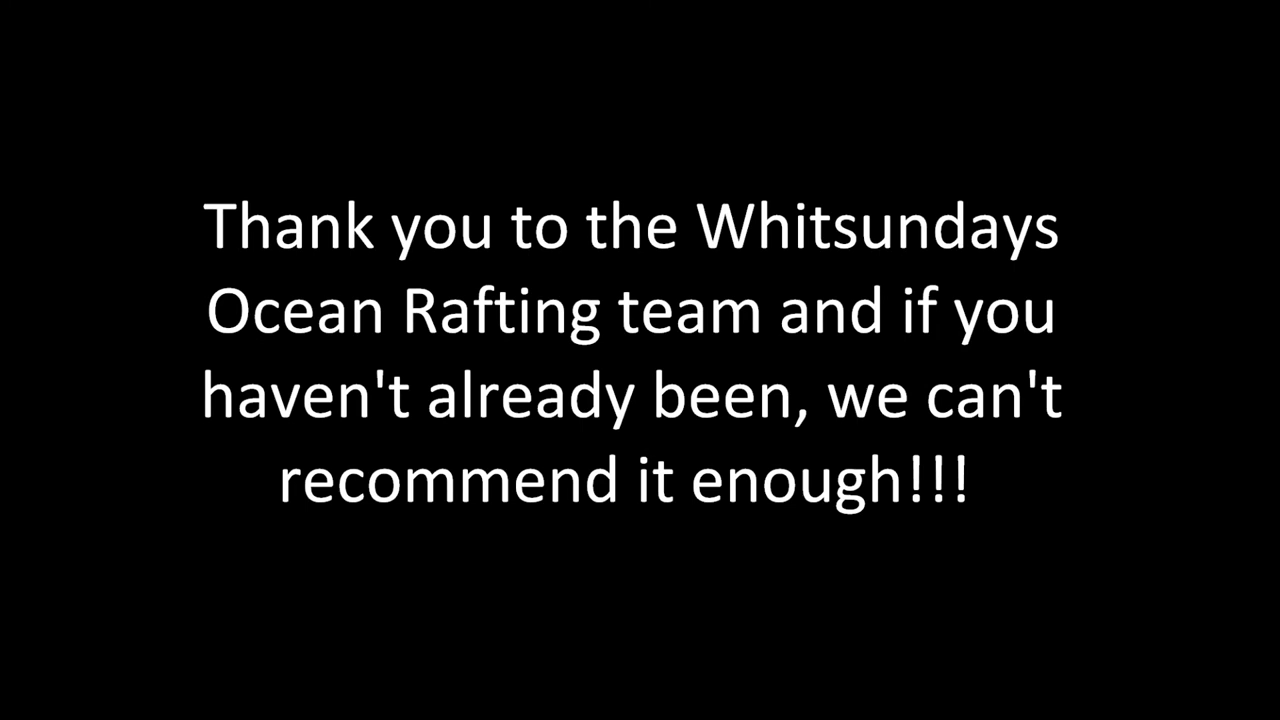 Thank you to the Whitsundays
Ocean Rafting team and if you
haven't already been, we can't
recommend it enough!!!